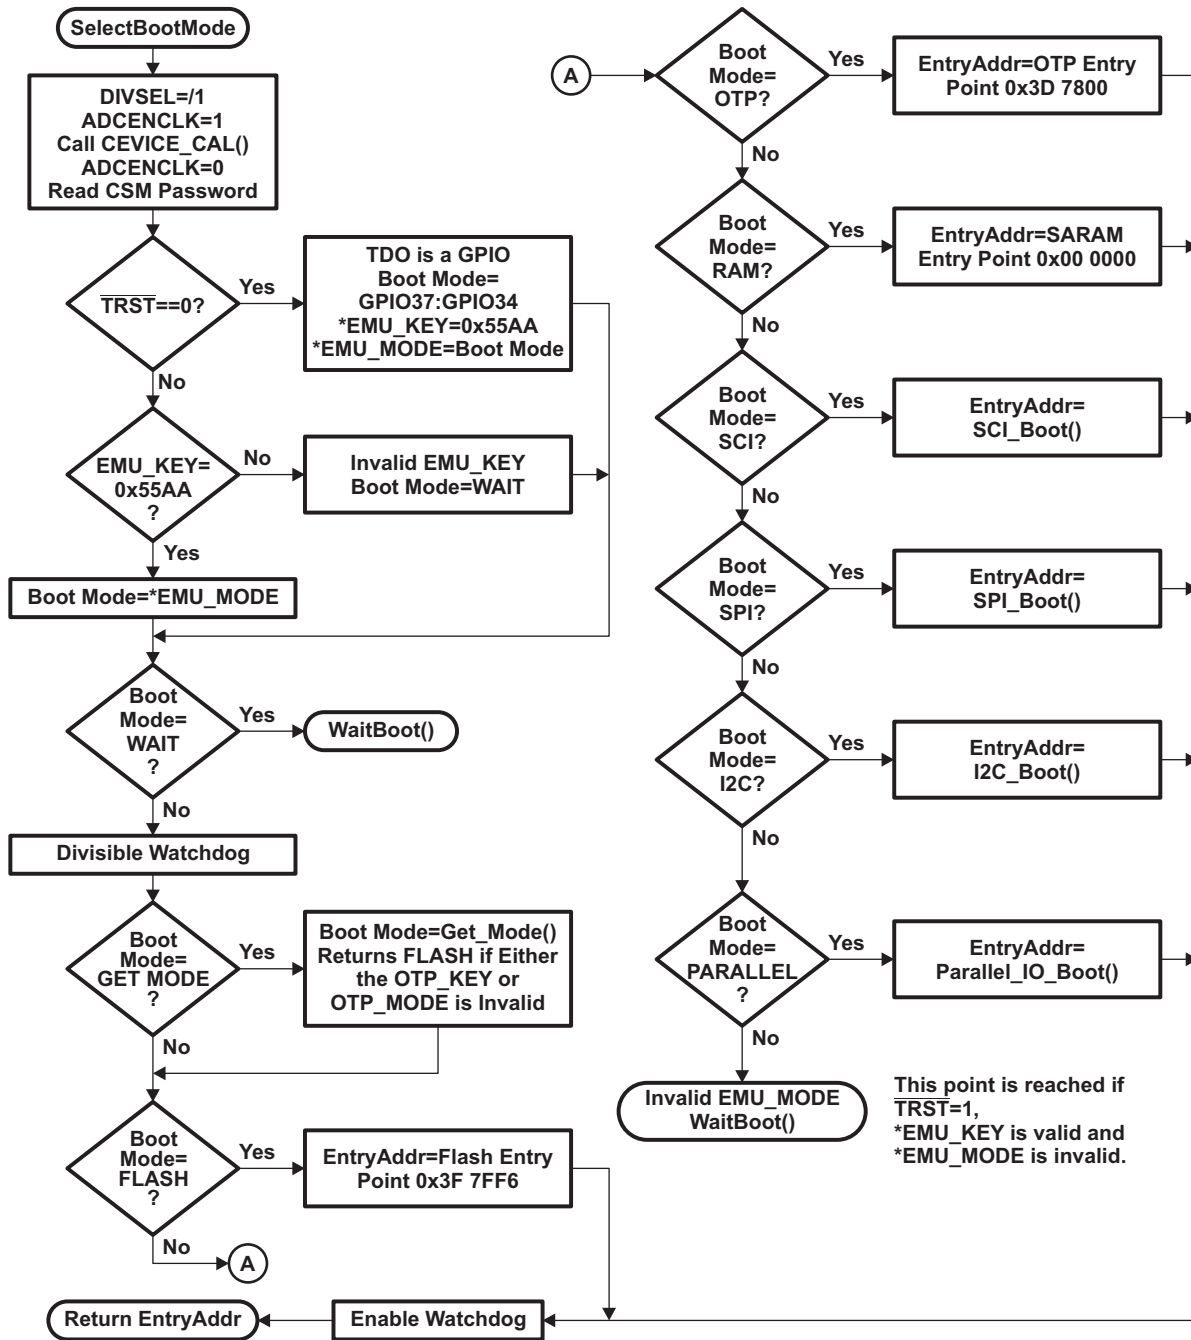 SelectBootMode
DIVSEL=/1
ADCENCLK=1
Call CEVICE_CAL()
ADCENCLK=0
Read CSM Password
TRST==0?
Yes
TDO is a GPIO
Boot Mode=
GPIO37:GPIO34
*EMU_KEY=0x55AA
*EMU_MODE=Boot Mode
No
EMU_KEY=
0x55AA
?
No
Invalid EMU_KEY
Boot Mode=WAIT
Yes
Boot Mode=*EMU_MODE
Boot
Mode=
WAIT
?
Yes
WaitBoot()
No
Divisible Watchdog
Boot
Mode=
GET MODE
?
Yes
Boot Mode=Get_Mode()
Returns FLASH if Either
the OTP_KEY or
OTP_MODE is Invalid
No
Boot
Mode=
FLASH
?
Yes
EntryAddr=Flash Entry
Point 0x3F 7FF6
No
A
Return EntryAddr
Enable Watchdog
A
Boot
Mode=
OTP?
Yes
EntryAddr=OTP Entry
Point 0x3D 7800
No
Boot
Mode=
RAM?
Yes
EntryAddr=SARAM
Entry Point 0x00 0000
No
Boot
Mode=
SCI?
Yes
EntryAddr=
SCI_Boot()
No
Boot
Mode=
SPI?
Yes
EntryAddr=
SPI_Boot()
No
Boot
Mode=
I2C?
Yes
EntryAddr=
I2C_Boot()
No
Boot
Mode=
PARALLEL
?
Yes
EntryAddr=
Parallel_IO_Boot()
No
Invalid EMU_MODE
WaitBoot()
This point is reached if
TRST=1,
*EMU_KEY is valid and
*EMU_MODE is invalid.